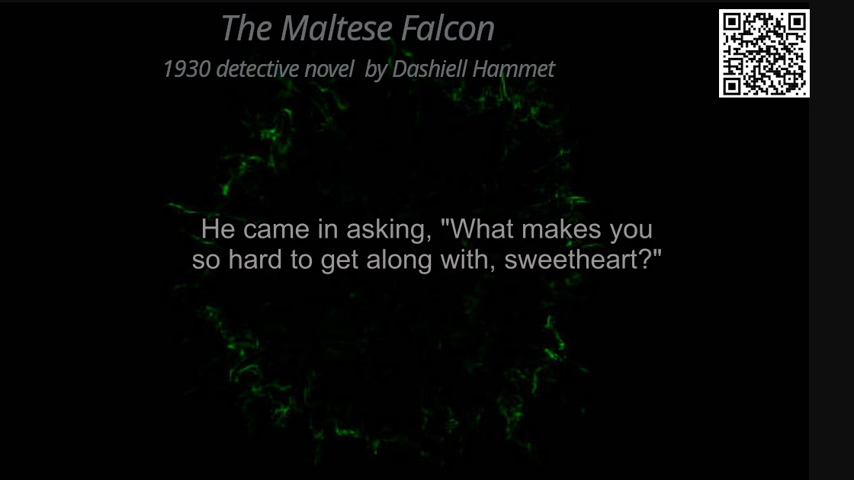 The Maltese Falcon
1930 detective novel by Dashiell Hammet
He came in asking, "What makes you
so hard to get along with, sweetheart?"